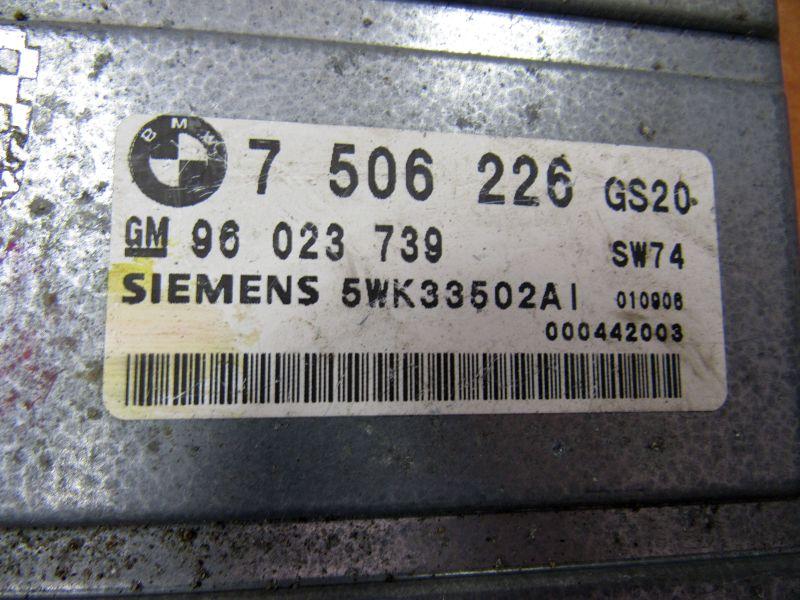 BMW 7 506 226 GS20
GM 96 023 739 SW74
SIEMENS 5WK33502AI 010906
000442003